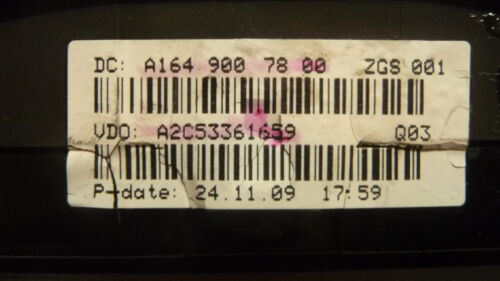 DC: A164 900 78 00 ZGS 001
VDO: A2C53361659 Q03
P-date: 24.11.09 17:59